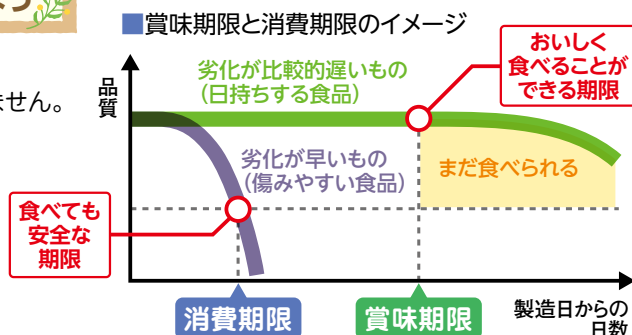 よう
ません。
■賞味期限と消費期限のイメージ
品質
劣化が比較的遅いもの
(日持ちする食品)
おいしく
食べることが
できる期限
劣化が早いもの
(傷みやすい食品)
まだ食べられる
食べても
安全な
期限
消費期限
賞味期限
製造日からの
日数